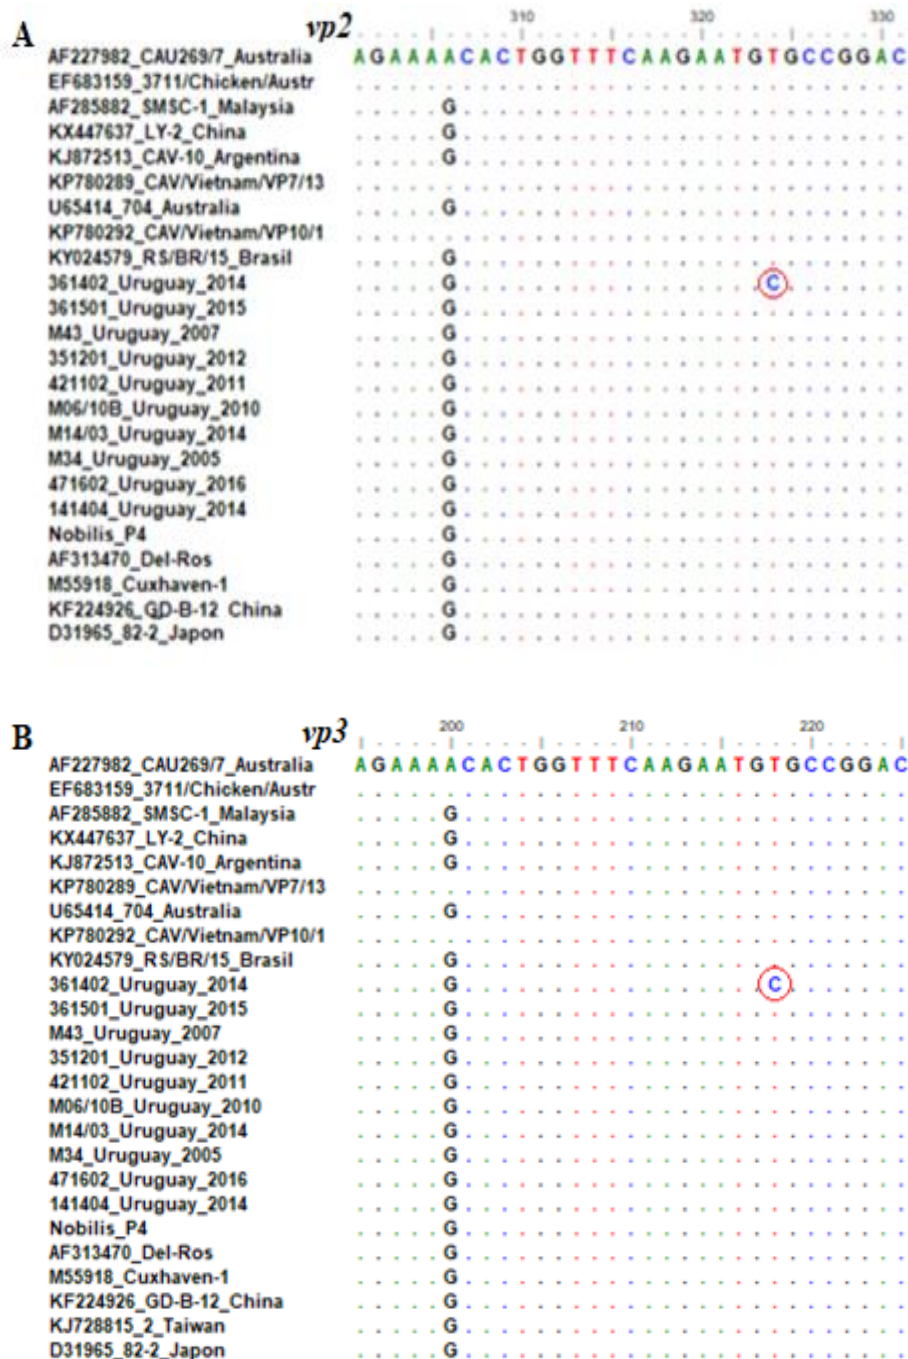 A
vp2
310 320 330
AF227982_CAU269/7_Australia A G A A A A C A C T G G T T T C A A G A A T G T G C C G G A C
EF683159_3711/Chicken/Austr . . . . . . . . . . . . . . . . . . . . . . . . . . . . . . .
AF285882_SMSC-1_Malaysia . . . . . G . . . . . . . . . . . . . . . . . . . . . . . . .
KX447637_LY-2_China . . . . . G . . . . . . . . . . . . . . . . . . . . . . . . .
KJ872513_CAV-10_Argentina . . . . . G . . . . . . . . . . . . . . . . . . . . . . . . .
KP780289_CAV/Vietnam/VP7/13 . . . . . . . . . . . . . . . . . . . . . . . . . . . . . . .
U65414_704_Australia . . . . . G . . . . . . . . . . . . . . . . . . . . . . . . .
KP780292_CAV/Vietnam/VP10/1 . . . . . . . . . . . . . . . . . . . . . . . . . . . . . . .
KY024579_RS/BR/15_Brasil . . . . . G . . . . . . . . . . . . . . . . . . . . . . . . .
361402_Uruguay_2014 . . . . . G . . . . . . . . . . . . . . . . . C . . . . . . .
361501_Uruguay_2015 . . . . . G . . . . . . . . . . . . . . . . . . . . . . . . .
M43_Uruguay_2007 . . . . . G . . . . . . . . . . . . . . . . . . . . . . . . .
351201_Uruguay_2012 . . . . . G . . . . . . . . . . . . . . . . . . . . . . . . .
421102_Uruguay_2011 . . . . . G . . . . . . . . . . . . . . . . . . . . . . . . .
M06/10B_Uruguay_2010 . . . . . G . . . . . . . . . . . . . . . . . . . . . . . . .
M14/03_Uruguay_2014 . . . . . G . . . . . . . . . . . . . . . . . . . . . . . . .
M34_Uruguay_2005 . . . . . G . . . . . . . . . . . . . . . . . . . . . . . . .
471602_Uruguay_2016 . . . . . G . . . . . . . . . . . . . . . . . . . . . . . . .
141404_Uruguay_2014 . . . . . G . . . . . . . . . . . . . . . . . . . . . . . . .
Nobilis_P4 . . . . . G . . . . . . . . . . . . . . . . . . . . . . . . .
AF313470_Del-Ros . . . . . G . . . . . . . . . . . . . . . . . . . . . . . . .
M55918_Cuxhaven-1 . . . . . G . . . . . . . . . . . . . . . . . . . . . . . . .
KF224926_GD-B-12 China . . . . . G . . . . . . . . . . . . . . . . . . . . . . . . .
D31965_82-2_Japon . . . . . G . . . . . . . . . . . . . . . . . . . . . . . . .
B
vp3
200 210 220
AF227982_CAU269/7_Australia A G A A A A C A C T G G T T T C A A G A A T G T G C C G G A C
EF683159_3711/Chicken/Austr . . . . . . . . . . . . . . . . . . . . . . . . . . . . . . .
AF285882_SMSC-1_Malaysia . . . . . G . . . . . . . . . . . . . . . . . . . . . . . . .
KX447637_LY-2_China . . . . . G . . . . . . . . . . . . . . . . . . . . . . . . .
KJ872513_CAV-10_Argentina . . . . . G . . . . . . . . . . . . . . . . . . . . . . . . .
KP780289_CAV/Vietnam/VP7/13 . . . . . . . . . . . . . . . . . . . . . . . . . . . . . . .
U65414_704_Australia . . . . . G . . . . . . . . . . . . . . . . . . . . . . . . .
KP780292_CAV/Vietnam/VP10/1 . . . . . . . . . . . . . . . . . . . . . . . . . . . . . . .
KY024579_RS/BR/15_Brasil . . . . . G . . . . . . . . . . . . . . . . . . . . . . . . .
361402_Uruguay_2014 . . . . . G . . . . . . . . . . . . . . . . . C . . . . . . .
361501_Uruguay_2015 . . . . . G . . . . . . . . . . . . . . . . . . . . . . . . .
M43_Uruguay_2007 . . . . . G . . . . . . . . . . . . . . . . . . . . . . . . .
351201_Uruguay_2012 . . . . . G . . . . . . . . . . . . . . . . . . . . . . . . .
421102_Uruguay_2011 . . . . . G . . . . . . . . . . . . . . . . . . . . . . . . .
M06/10B_Uruguay_2010 . . . . . G . . . . . . . . . . . . . . . . . . . . . . . . .
M14/03_Uruguay_2014 . . . . . G . . . . . . . . . . . . . . . . . . . . . . . . .
M34_Uruguay_2005 . . . . . G . . . . . . . . . . . . . . . . . . . . . . . . .
471602_Uruguay_2016 . . . . . G . . . . . . . . . . . . . . . . . . . . . . . . .
141404_Uruguay_2014 . . . . . G . . . . . . . . . . . . . . . . . . . . . . . . .
Nobilis_P4 . . . . . G . . . . . . . . . . . . . . . . . . . . . . . . .
AF313470_Del-Ros . . . . . G . . . . . . . . . . . . . . . . . . . . . . . . .
M55918_Cuxhaven-1 . . . . . G . . . . . . . . . . . . . . . . . . . . . . . . .
KF224926_GD-B-12_China . . . . . G . . . . . . . . . . . . . . . . . . . . . . . . .
KJ728815_2_Taiwan . . . . . G . . . . . . . . . . . . . . . . . . . . . . . . .
D31965_82-2_Japon . . . . . G . . . . . . . . . . . . . . . . . . . . . . . . .